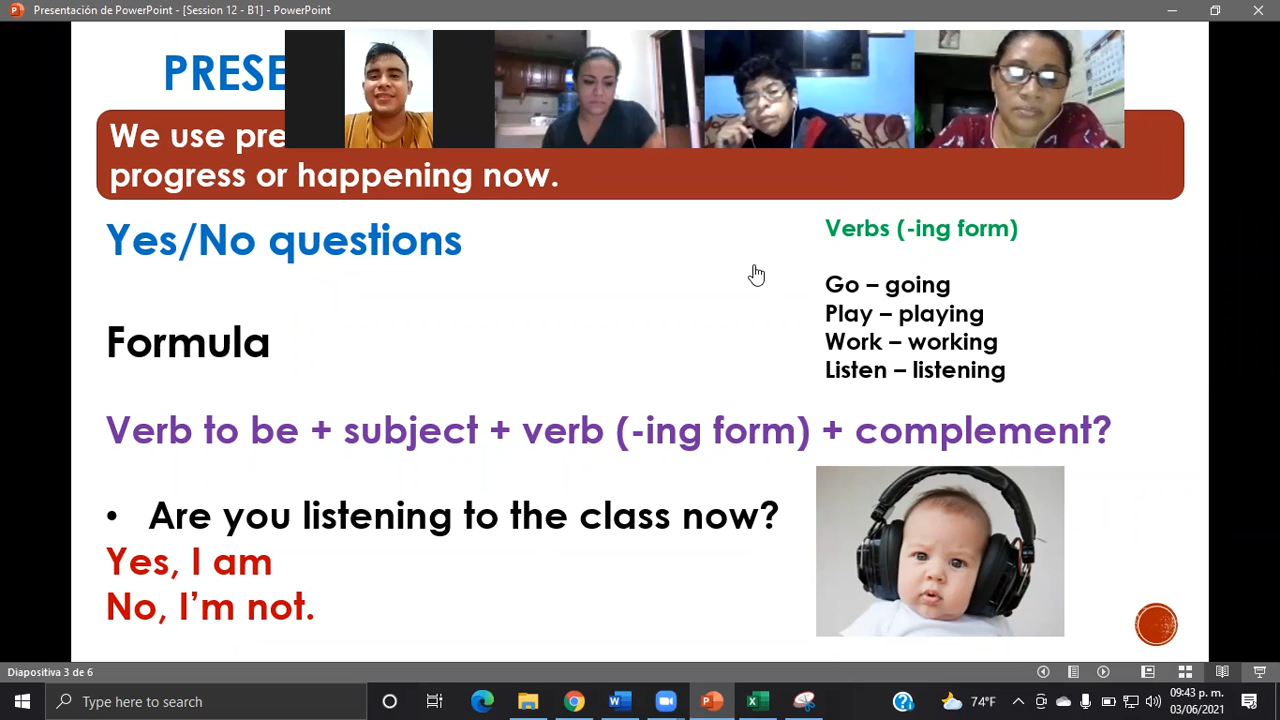 Presentación de PowerPoint - [Session 12 - B1] - PowerPoint
PRESE
We use pre
progress or happening now.
Yes/No questions
Verbs (-ing form)
Go – going
Play – playing
Work – working
Listen – listening
Formula
Verb to be + subject + verb (-ing form) + complement?
• Are you listening to the class now?
Yes, I am
No, I’m not.
Diapositiva 3 de 6
Type here to search
74°F
09:43 p. m.
03/06/2021